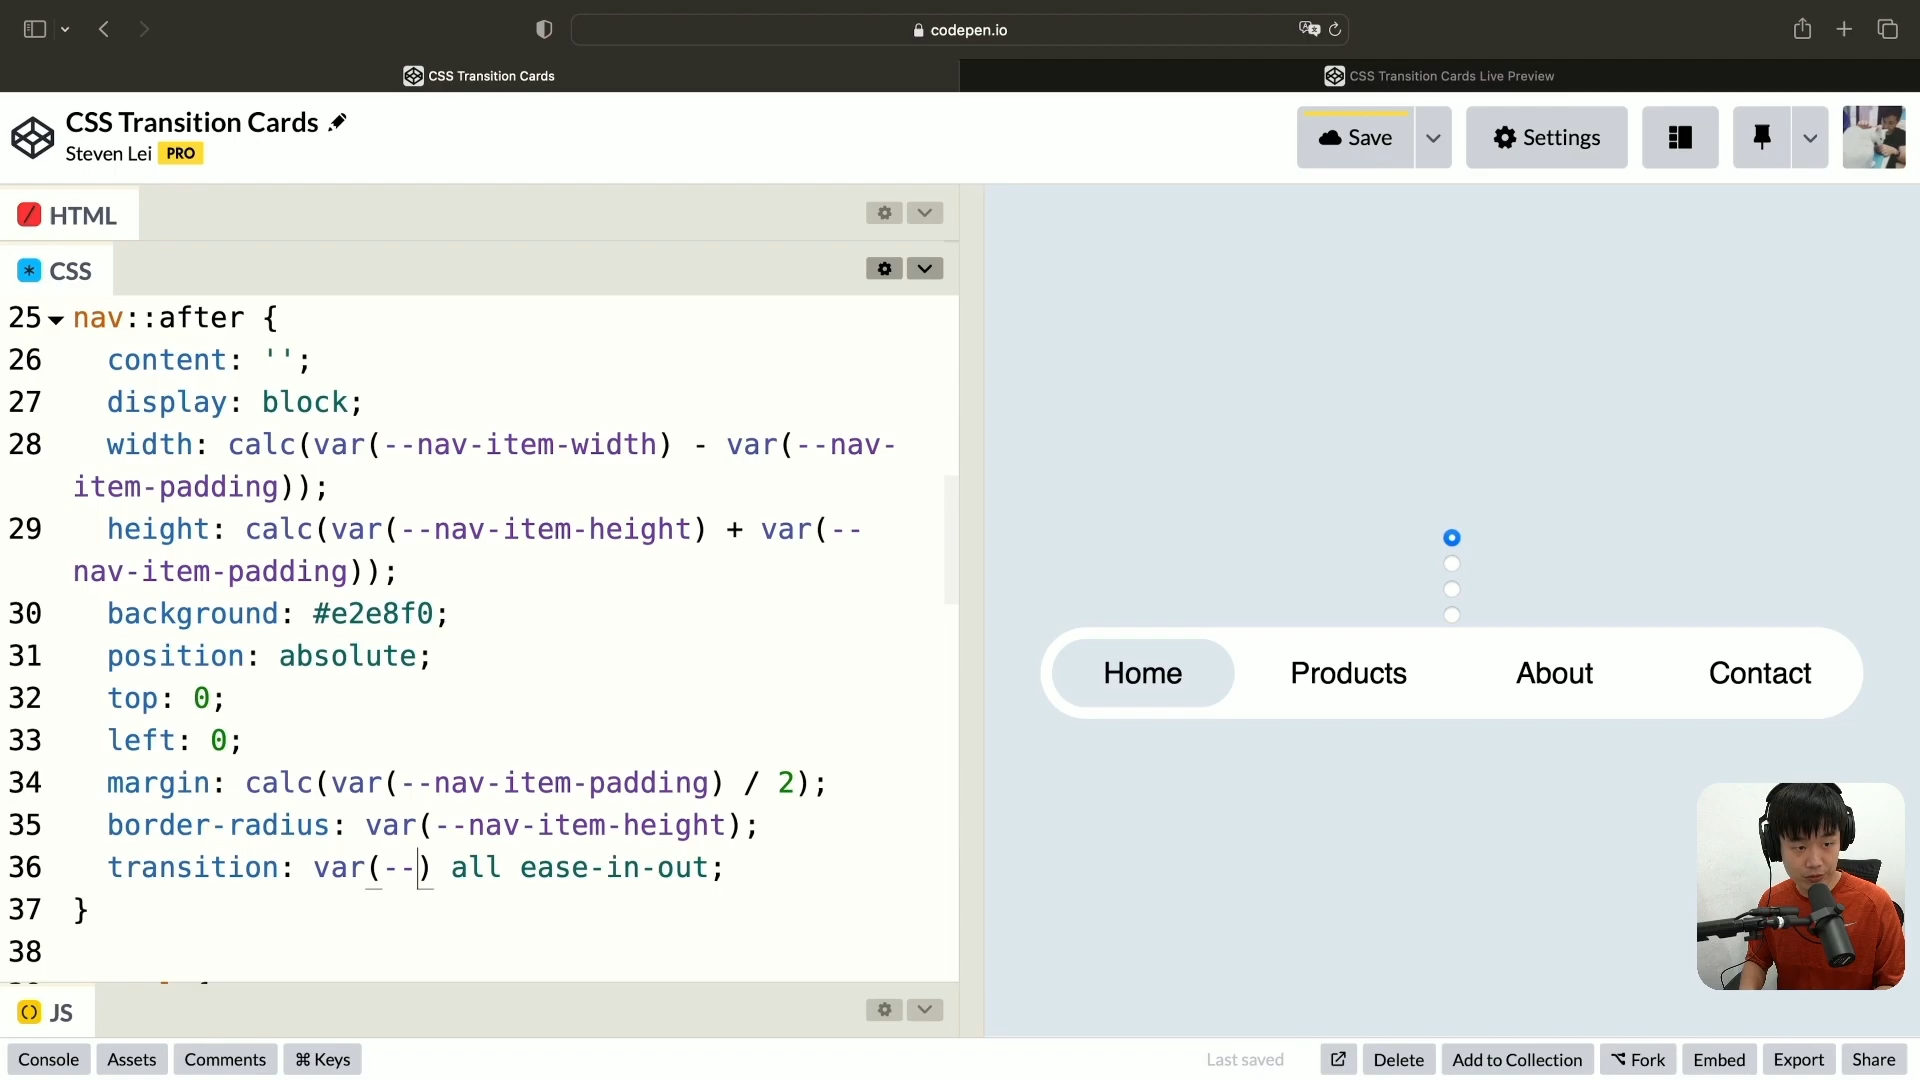 codepen.io
CSS Transition Cards
CSS Transition Cards Live Preview
CSS Transition Cards
Steven Lei PRO
Save
Settings
HTML
CSS
25 nav::after {
26 content: '';
27 display: block;
28 width: calc(var(--nav-item-width) - var(--nav-
item-padding));
29 height: calc(var(--nav-item-height) + var(--
nav-item-padding));
30 background: #e2e8f0;
31 position: absolute;
32 top: 0;
33 left: 0;
34 margin: calc(var(--nav-item-padding) / 2);
35 border-radius: var(--nav-item-height);
36 transition: var(--) all ease-in-out;
37 }
38
Home Products About Contact
JS
Console Assets Comments ⌘ Keys
Last saved Delete Add to Collection Fork Embed Export Share